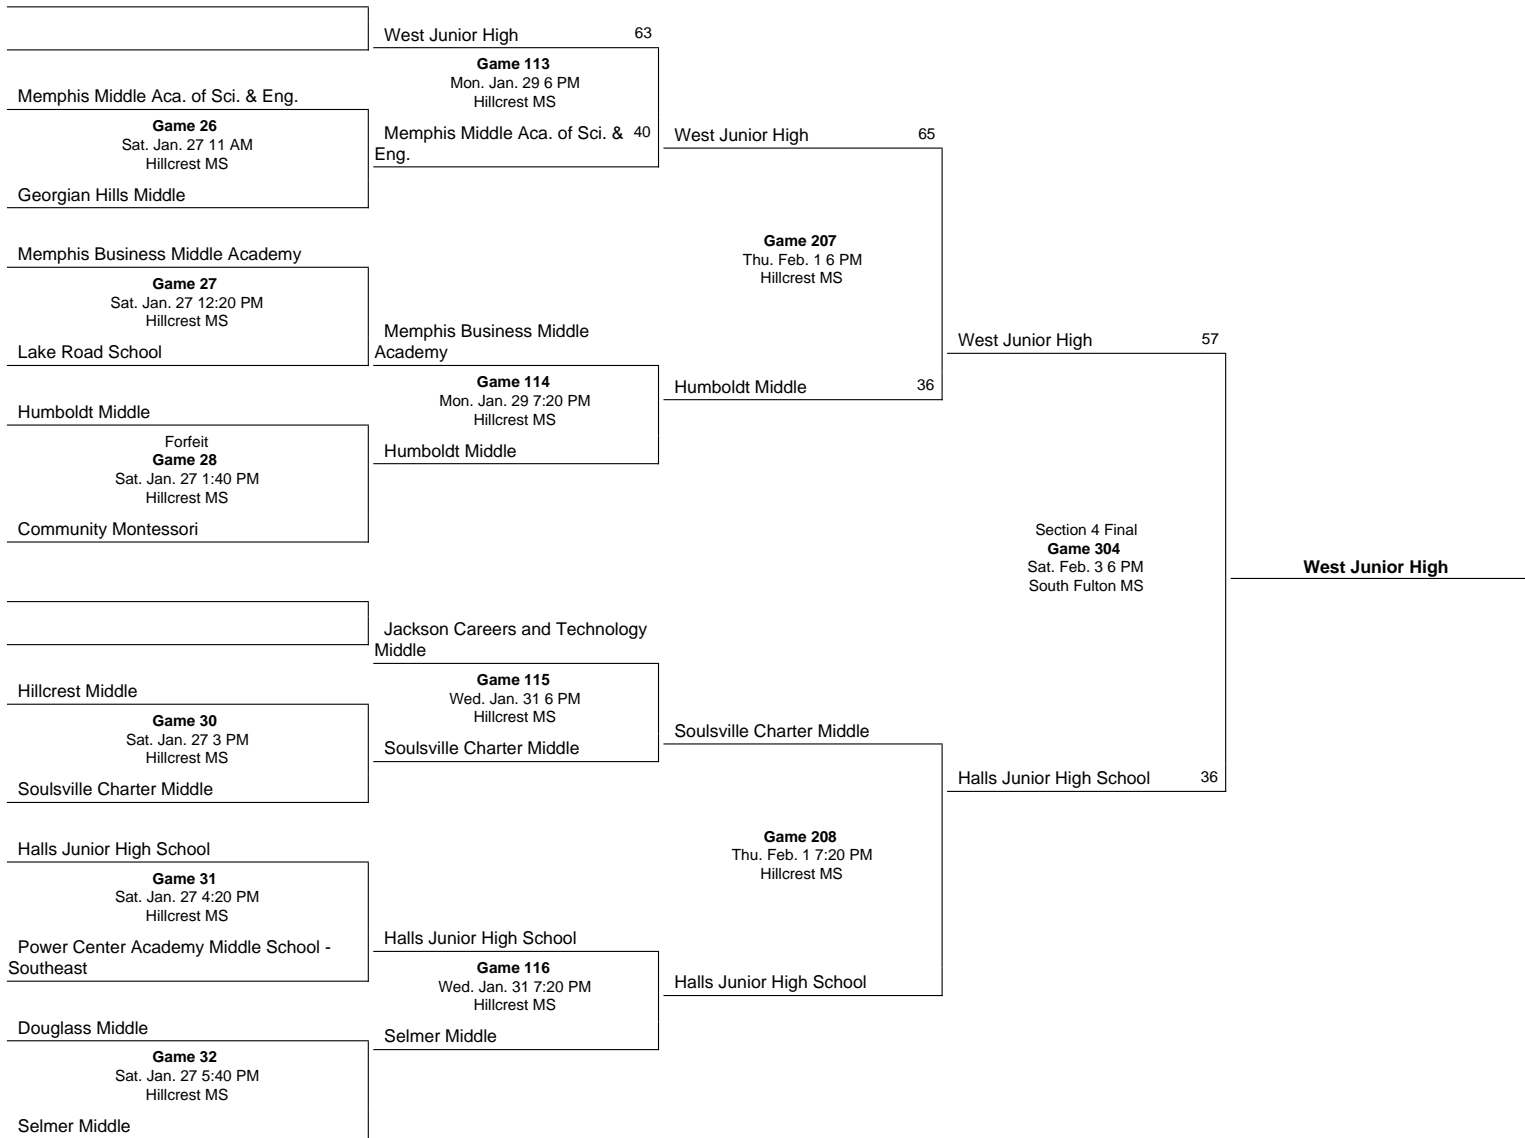 West Junior High 63
Game 113
Mon. Jan. 29 6 PM
Hillcrest MS
Memphis Middle Aca. of Sci. & 40
Eng.
Memphis Middle Aca. of Sci. & Eng.
Game 26
Sat. Jan. 27 11 AM
Hillcrest MS
Georgian Hills Middle
West Junior High 65
Game 207
Thu. Feb. 1 6 PM
Hillcrest MS
Humboldt Middle 36
Memphis Business Middle Academy
Game 27
Sat. Jan. 27 12:20 PM
Hillcrest MS
Lake Road School
Memphis Business Middle
Academy
Game 114
Mon. Jan. 29 7:20 PM
Hillcrest MS
Humboldt Middle
Humboldt Middle
Forfeit
Game 28
Sat. Jan. 27 1:40 PM
Hillcrest MS
Community Montessori
West Junior High 57
Section 4 Final
Game 304
Sat. Feb. 3 6 PM
South Fulton MS
Halls Junior High School 36
West Junior High
Jackson Careers and Technology
Middle
Game 115
Wed. Jan. 31 6 PM
Hillcrest MS
Soulsville Charter Middle
Hillcrest Middle
Game 30
Sat. Jan. 27 3 PM
Hillcrest MS
Soulsville Charter Middle
Soulsville Charter Middle
Game 208
Thu. Feb. 1 7:20 PM
Hillcrest MS
Halls Junior High School
Halls Junior High School
Game 31
Sat. Jan. 27 4:20 PM
Hillcrest MS
Power Center Academy Middle School -
Southeast
Halls Junior High School
Game 116
Wed. Jan. 31 7:20 PM
Hillcrest MS
Selmer Middle
Douglass Middle
Game 32
Sat. Jan. 27 5:40 PM
Hillcrest MS
Selmer Middle